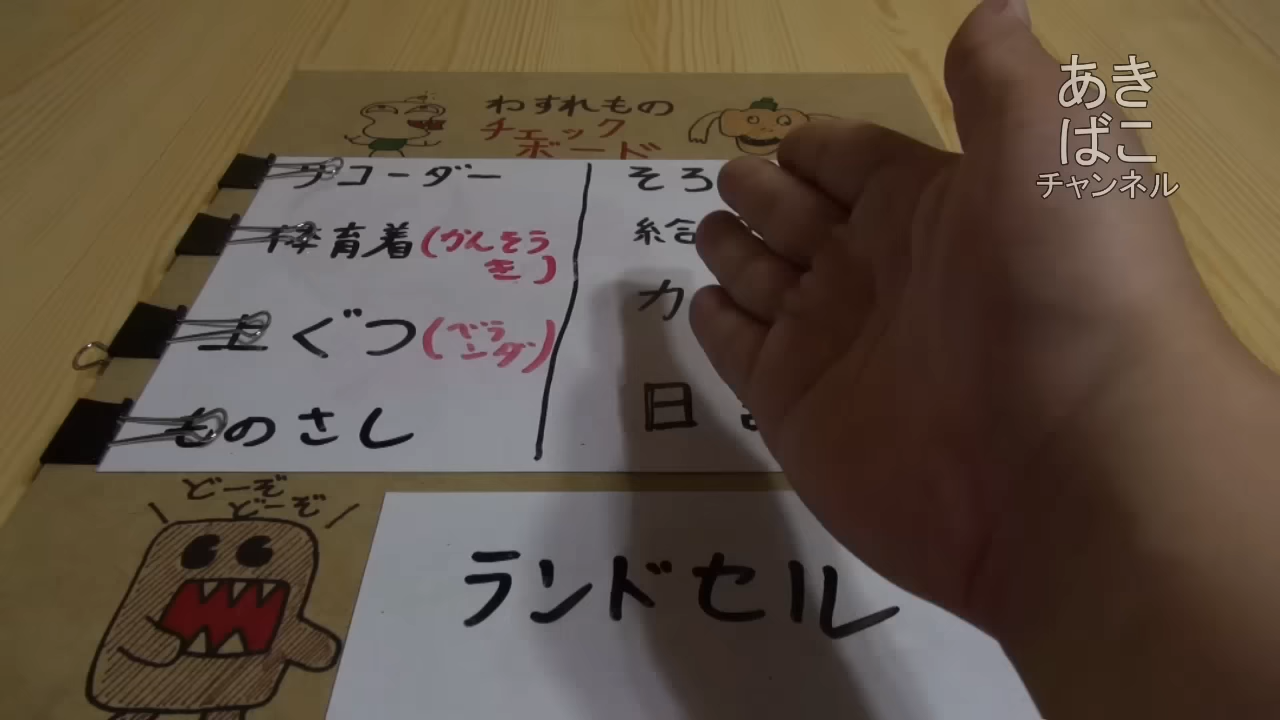 わすれもの
チェック
ボード
リコーダー
体育着(かんそう
き)
上ぐつ(ベラ
ンダ)
ものさし
そろ
絵
カ
日
どーぞ
どーぞ
ランドセル
あき
ばこ
チャンネル